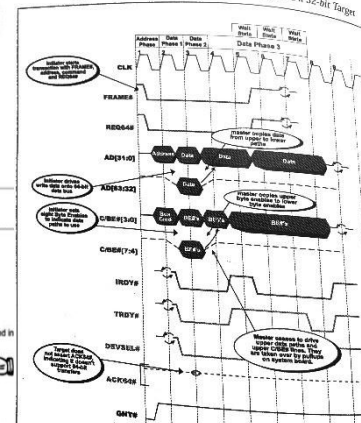 32-bit Target
Wait State Wait State Wait State
Address Phase Data Phase 1 Data Phase 2 Data Phase 3
CLK
Initiator starts transaction with FRAME#, address, command and REQ64#
FRAME#
REQ64#
master copies data from upper to lower paths
AD[31:0] Address Data Data Data
Initiator drives write data onto 64-bit data bus
AD[63:32] Data
master copies upper byte enables to lower byte enables
Initiator sets eight Byte Enables to indicate data paths to use
C/BE#[3:0] Bus Cmd BE#'s BE#'s BE#'s
C/BE#[7:4] BE#'s
IRDY#
TRDY#
Master ceases to drive upper data paths and upper C/BE# lines. They are taken over by pullups on system board.
DEVSEL#
Target does not assert ACK64#, indicating it doesn't support 64-bit transfers
ACK64#
GNT#